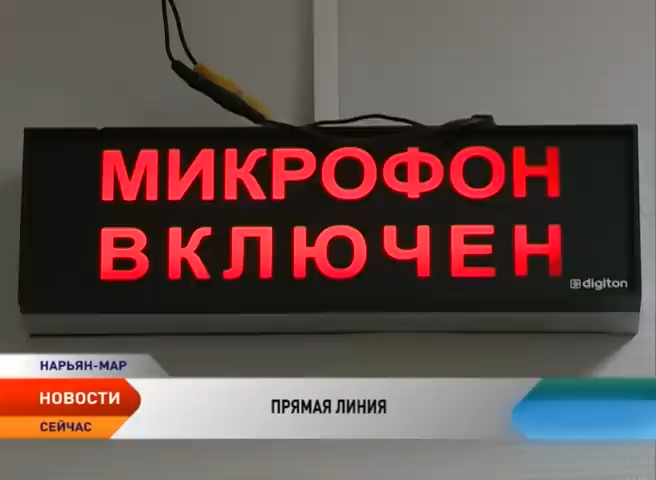 МИКРОФОН
ВКЛЮЧЕН
digiton
НАРЬЯН-МАР
НОВОСТИ
СЕЙЧАС
ПРЯМАЯ ЛИНИЯ